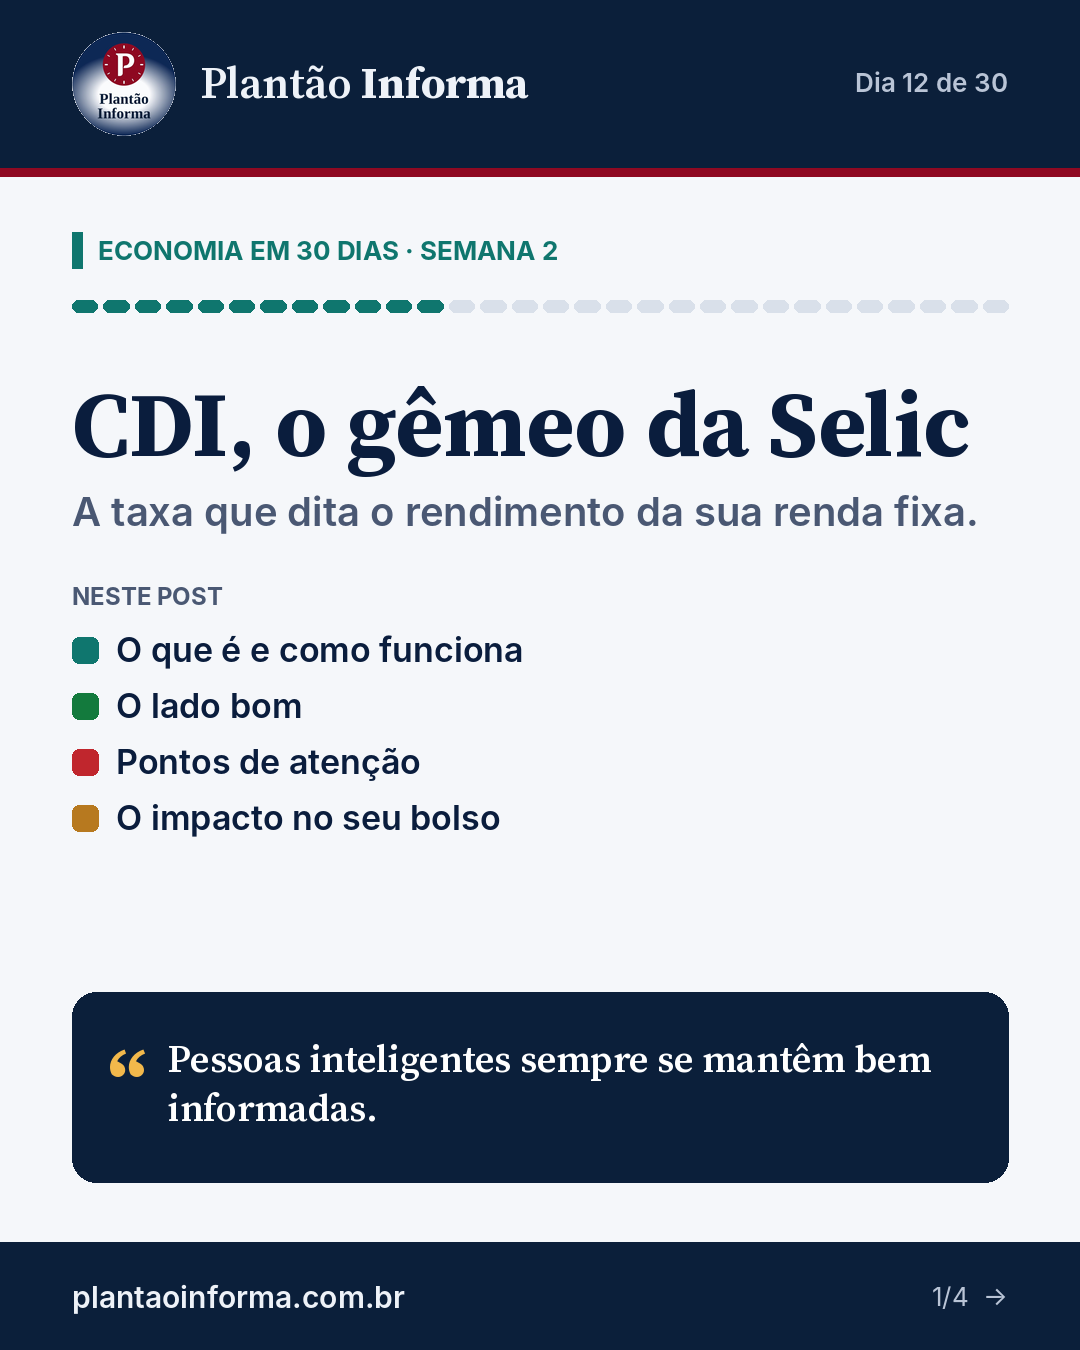 P
Plantão
Informa
Plantão Informa
Dia 12 de 30
ECONOMIA EM 30 DIAS · SEMANA 2
CDI, o gêmeo da Selic
A taxa que dita o rendimento da sua renda fixa.
NESTE POST
O que é e como funciona
O lado bom
Pontos de atenção
O impacto no seu bolso
“ Pessoas inteligentes sempre se mantêm bem
informadas.
plantaoinforma.com.br
1/4 →